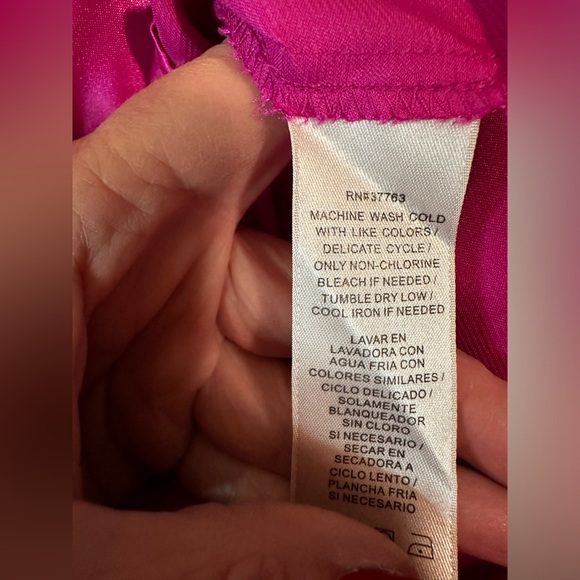 RN#37763
MACHINE WASH COLD
WITH LIKE COLORS /
DELICATE CYCLE /
ONLY NON-CHLORINE
BLEACH IF NEEDED /
TUMBLE DRY LOW /
COOL IRON IF NEEDED
LAVAR EN
LAVADORA CON
AGUA FRIA CON
COLORES SIMILARES /
CICLO DELICADO /
SOLAMENTE
BLANQUEADOR
SIN CLORO
SI NECESARIO /
SECAR EN
SECADORA A
CICLO LENTO /
PLANCHA FRIA
SI NECESARIO